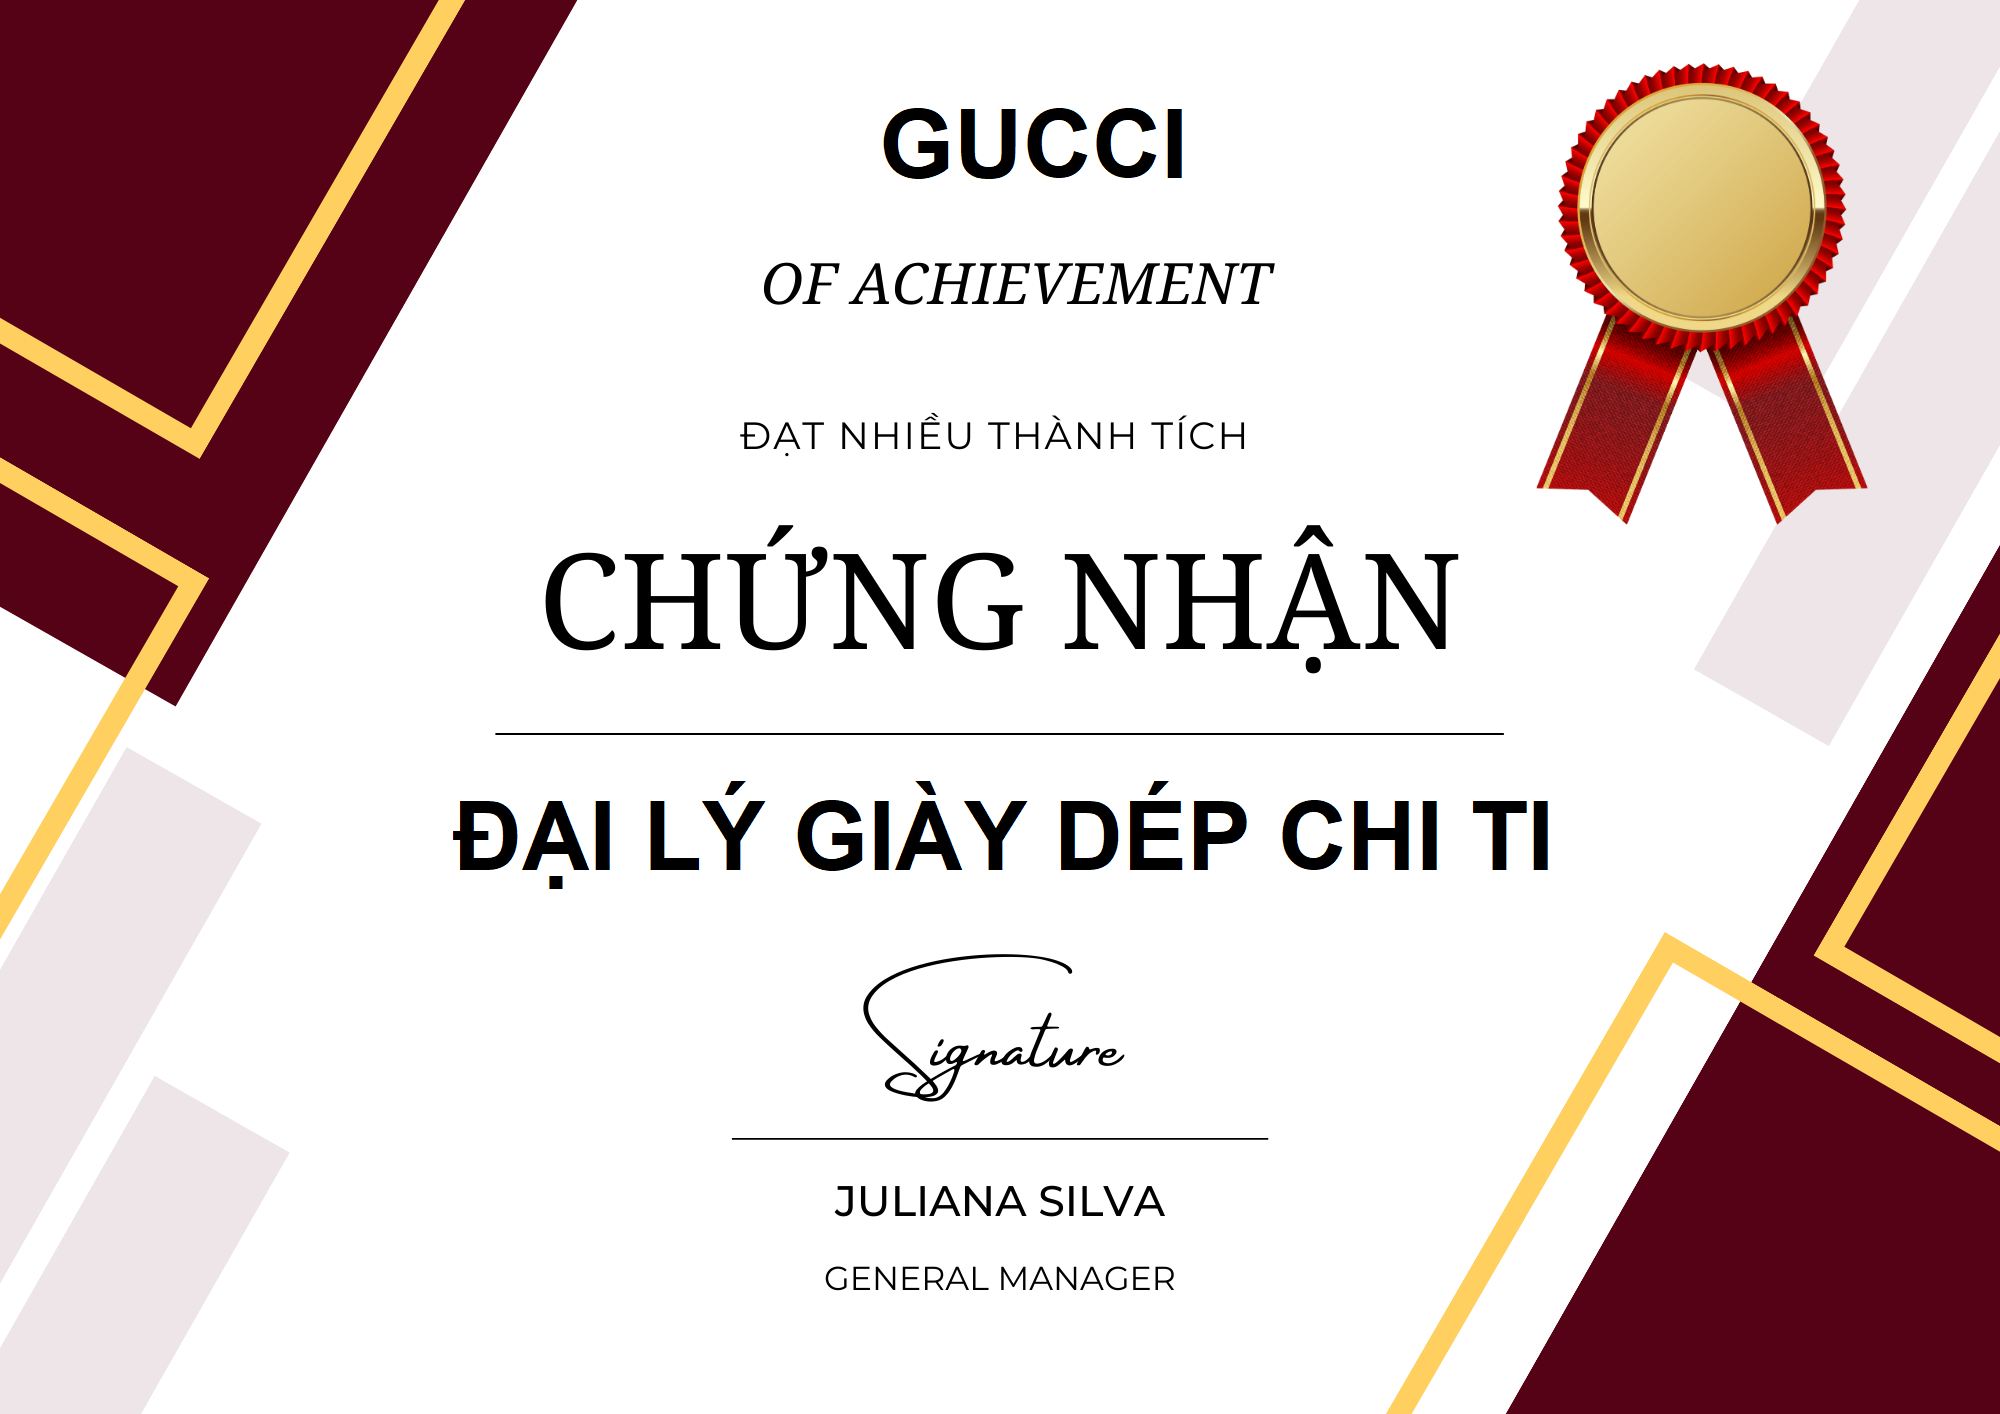 GUCCI
OF ACHIEVEMENT
ĐẠT NHIỀU THÀNH TÍCH
CHỨNG NHẬN
ĐẠI LÝ GIÀY DÉP CHI TI
Signature
JULIANA SILVA
GENERAL MANAGER